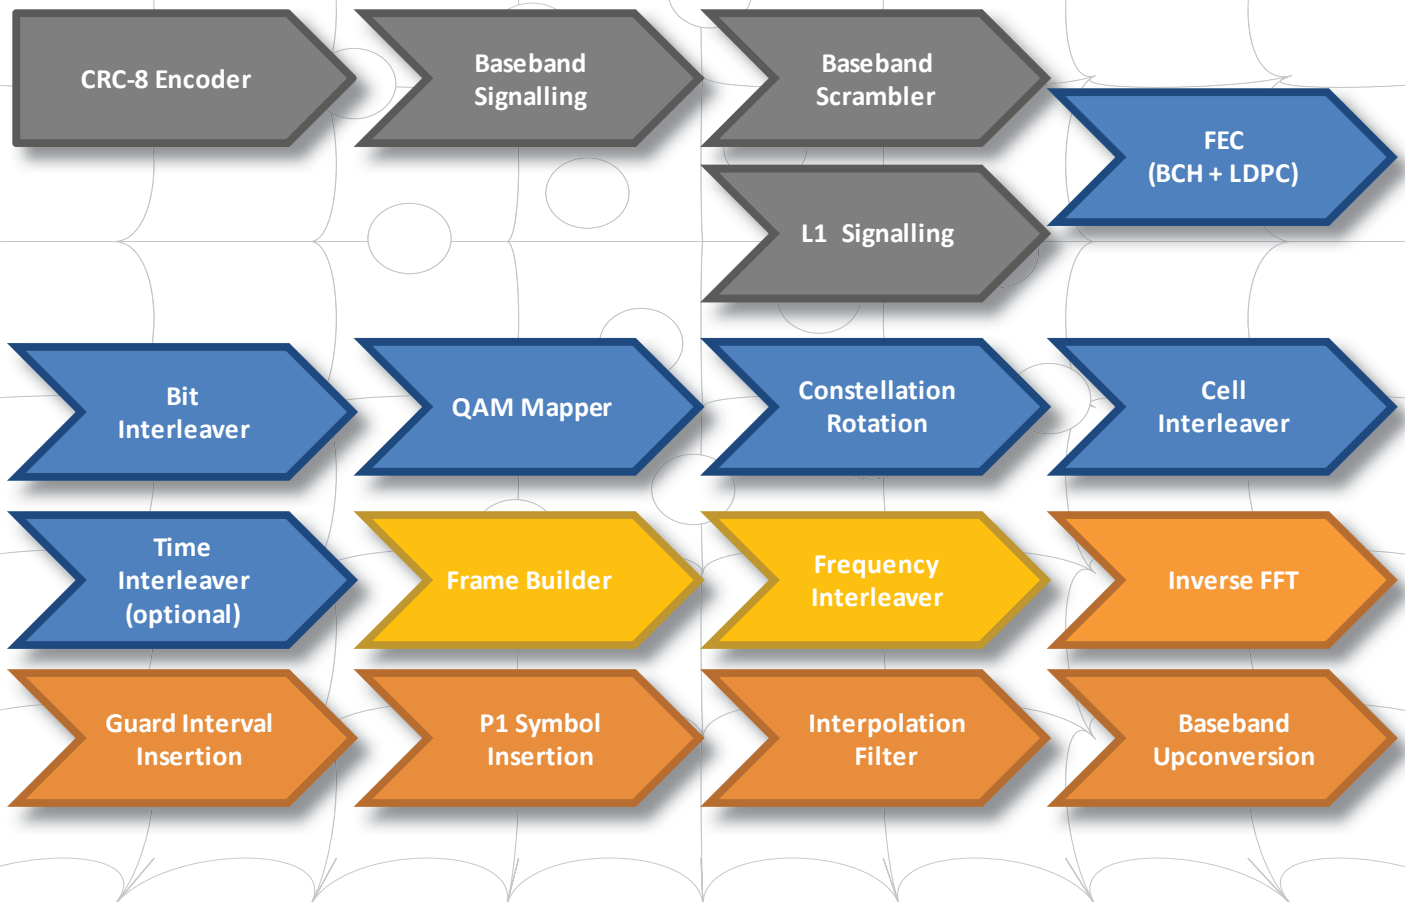 CRC-8 Encoder
Baseband
Signalling
Baseband
Scrambler
FEC
(BCH + LDPC)
L1 Signalling
Bit
Interleaver
QAM Mapper
Constellation
Rotation
Cell
Interleaver
Time
Interleaver
(optional)
Frame Builder
Frequency
Interleaver
Inverse FFT
Guard Interval
Insertion
P1 Symbol
Insertion
Interpolation
Filter
Baseband
Upconversion